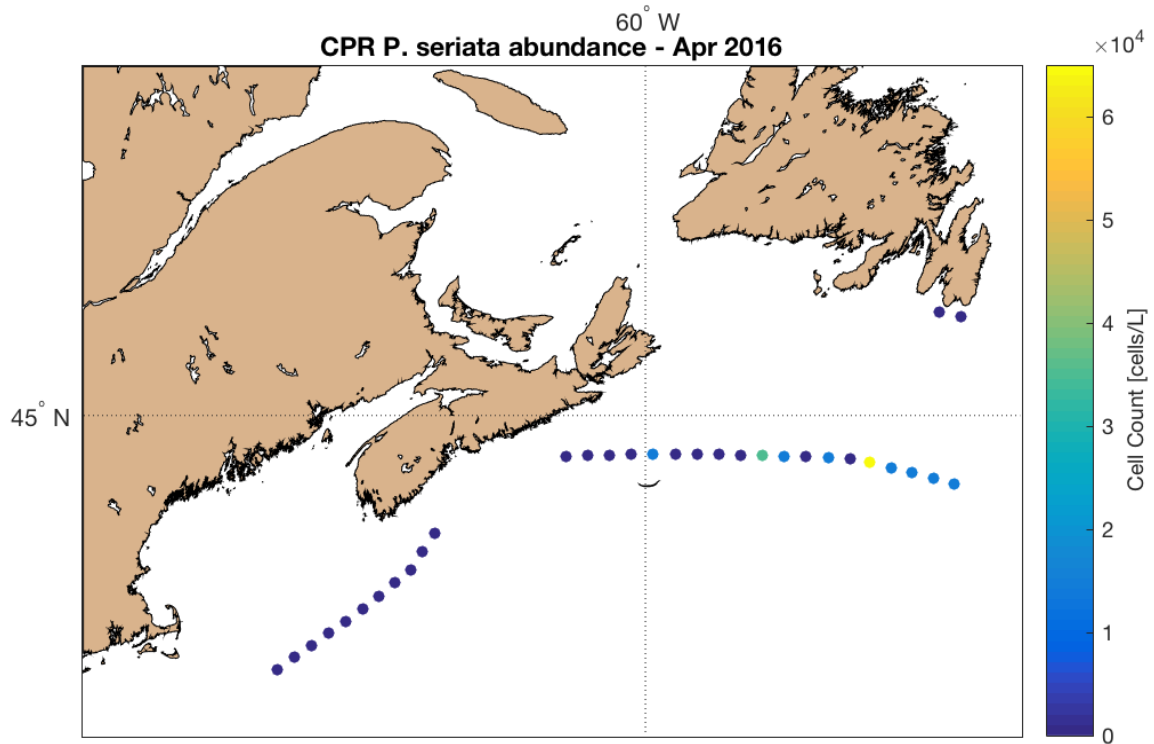 60° W
CPR P. seriata abundance - Apr 2016
×10⁴
45° N
6
5
4
3
2
1
0
Cell Count [cells/L]